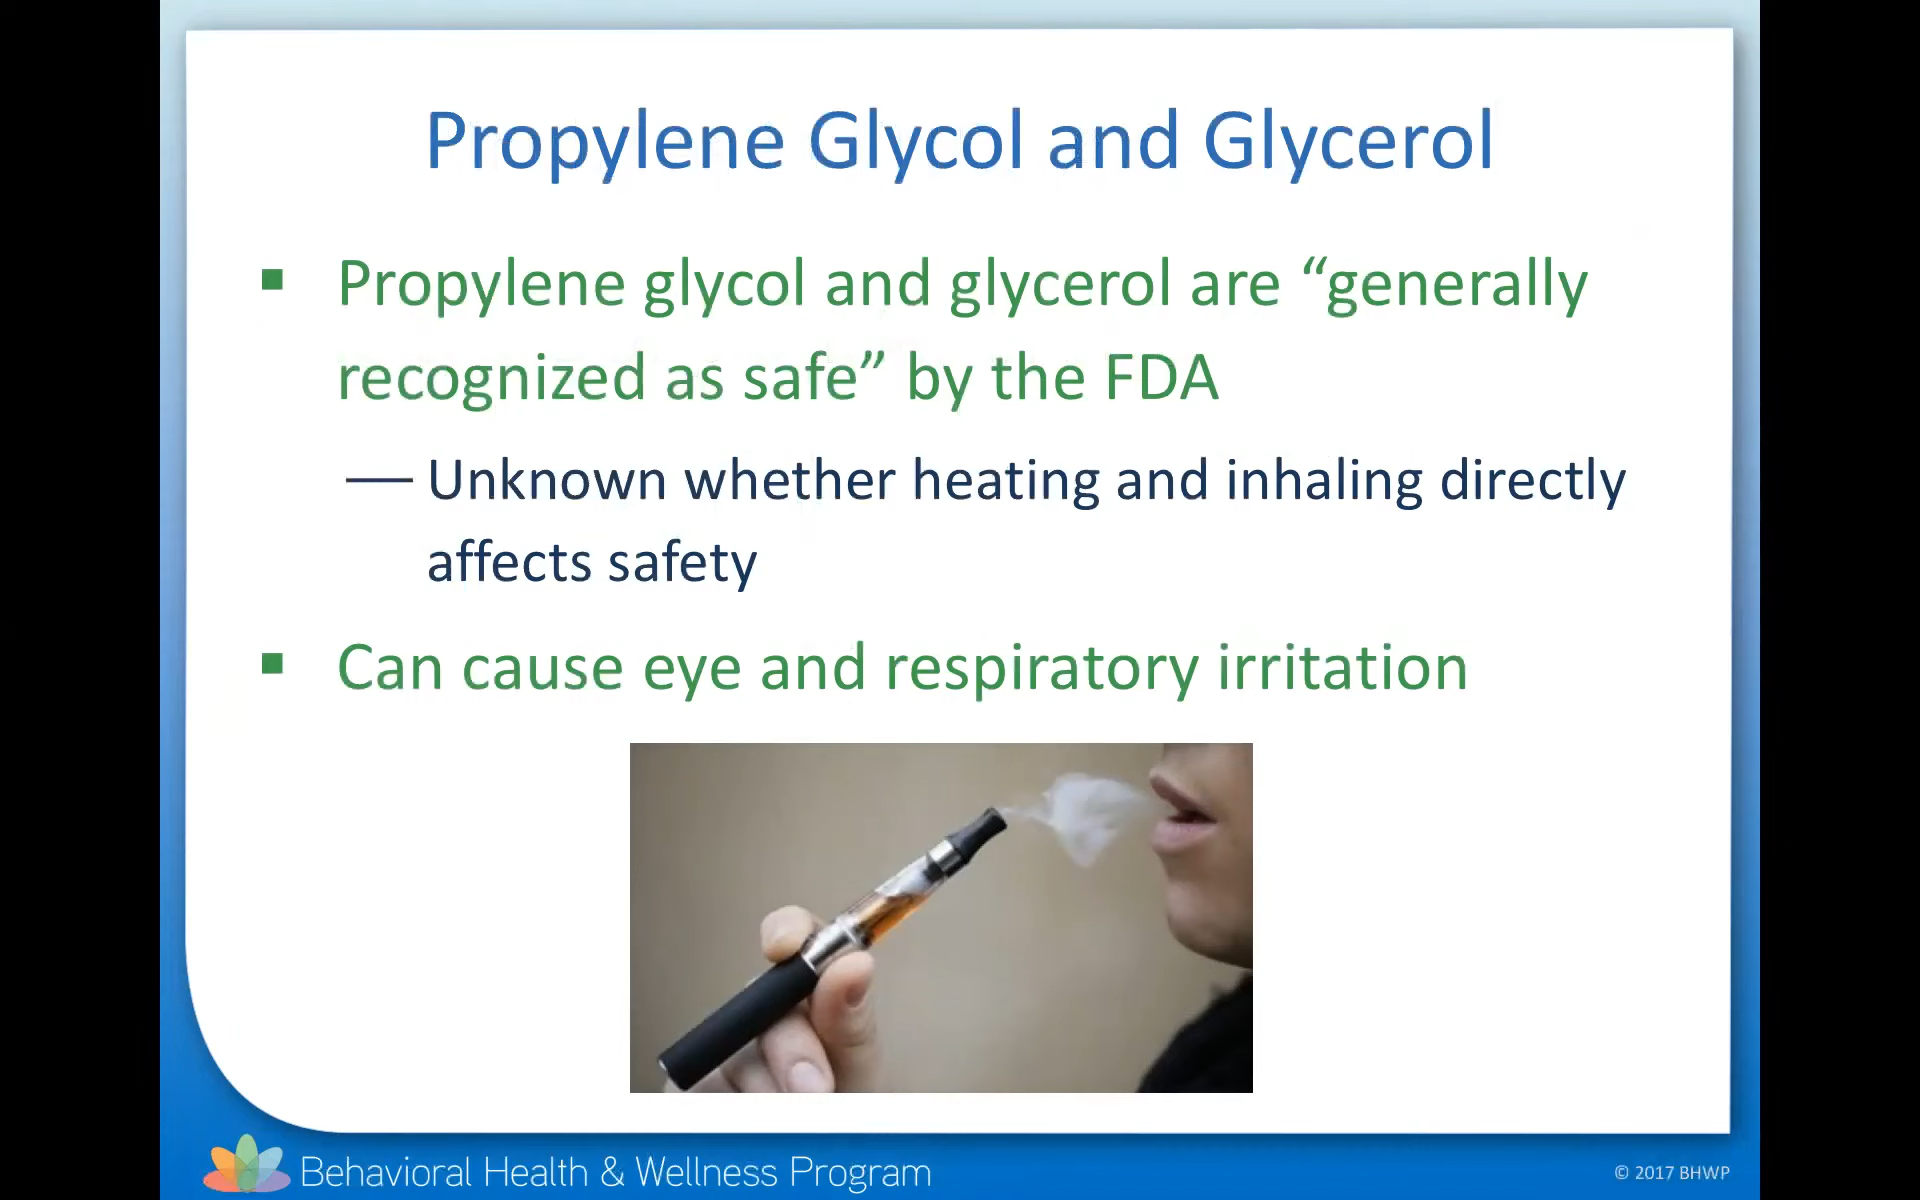 Propylene Glycol and Glycerol
▪ Propylene glycol and glycerol are “generally
recognized as safe” by the FDA
— Unknown whether heating and inhaling directly
affects safety
▪ Can cause eye and respiratory irritation
Behavioral Health & Wellness Program
© 2017 BHWP